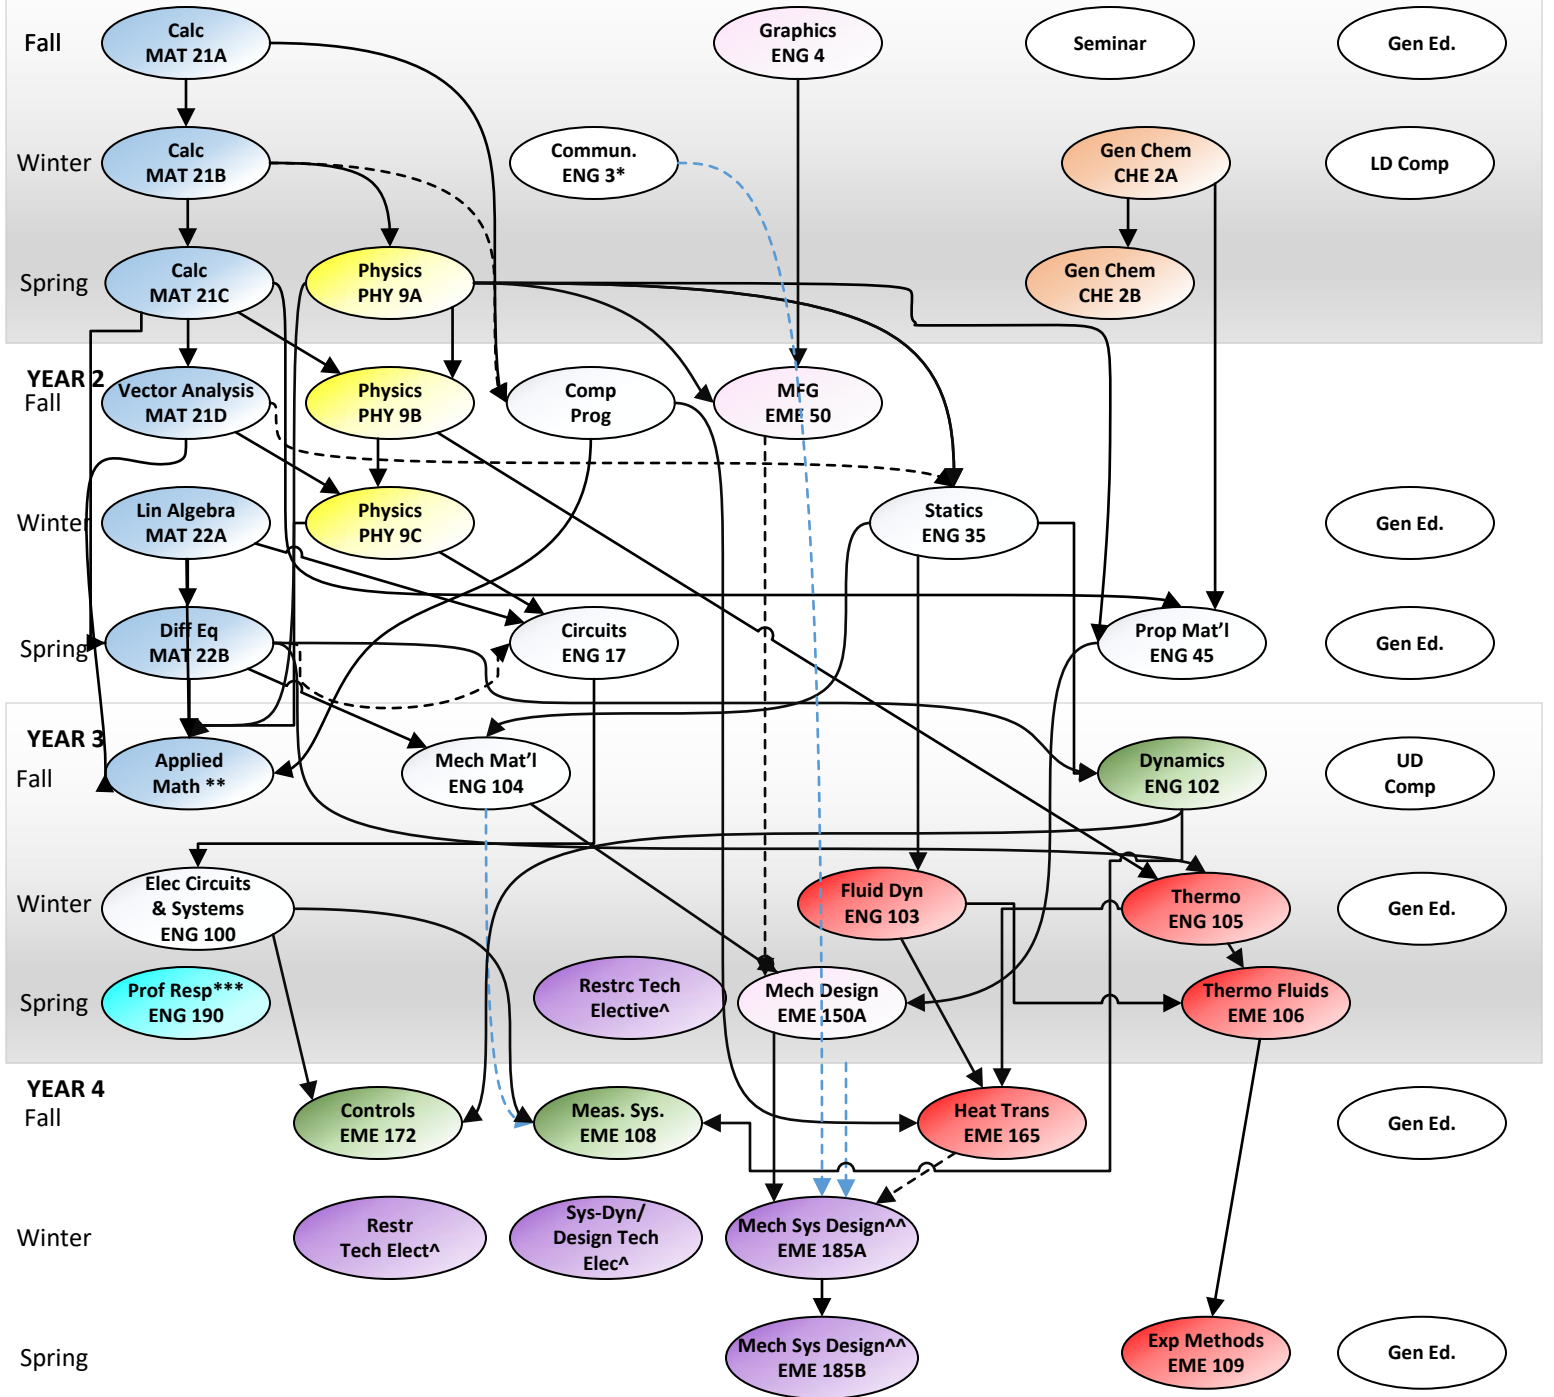 Fall
Calc
MAT 21A
Graphics
ENG 4
Seminar
Gen Ed.
Winter
Calc
MAT 21B
Commun.
ENG 3*
Gen Chem
CHE 2A
LD Comp
Spring
Calc
MAT 21C
Physics
PHY 9A
Gen Chem
CHE 2B
YEAR 2
Fall
Vector Analysis
MAT 21D
Physics
PHY 9B
Comp
Prog
MFG
EME 50
Winter
Lin Algebra
MAT 22A
Physics
PHY 9C
Statics
ENG 35
Gen Ed.
Spring
Diff Eq
MAT 22B
Circuits
ENG 17
Prop Mat'l
ENG 45
Gen Ed.
YEAR 3
Fall
Applied
Math **
Mech Mat'l
ENG 104
Dynamics
ENG 102
UD
Comp
Winter
Elec Circuits
& Systems
ENG 100
Fluid Dyn
ENG 103
Thermo
ENG 105
Gen Ed.
Spring
Prof Resp***
ENG 190
Restrc Tech
Elective^
Mech Design
EME 150A
Thermo Fluids
EME 106
YEAR 4
Fall
Controls
EME 172
Meas. Sys.
EME 108
Heat Trans
EME 165
Gen Ed.
Winter
Restr
Tech Elect^
Sys-Dyn/
Design Tech
Elec^
Mech Sys Design^^
EME 185A
Spring
Mech Sys Design^^
EME 185B
Exp Methods
EME 109
Gen Ed.